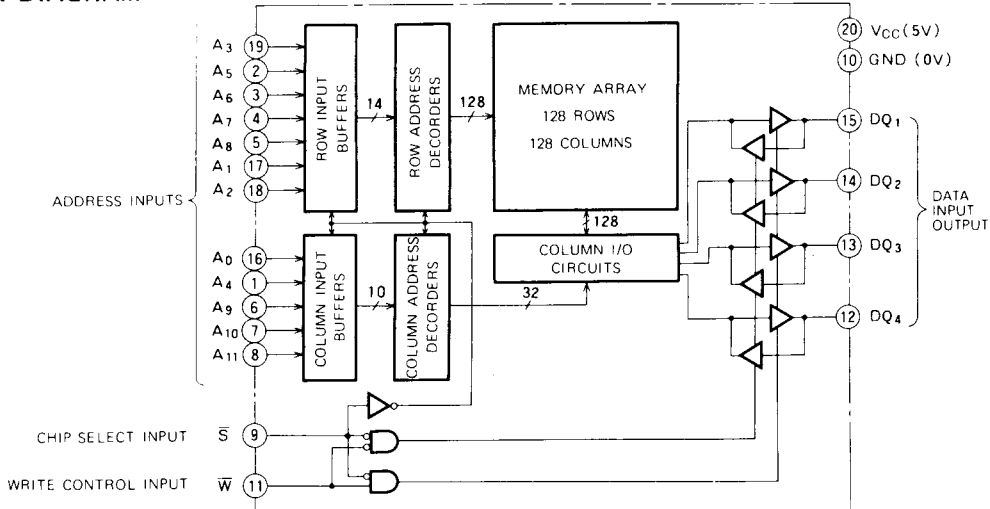 A3 19
A5 2
A6 3
A7 4
A8 5
A1 17
A2 18
ADDRESS INPUTS
A0 16
A4 1
A9 6
A10 7
A11 8
CHIP SELECT INPUT S̅ 9
WRITE CONTROL INPUT W̅ 11
ROW INPUT
BUFFERS
14
ROW ADDRESS
DECORDERS
128
MEMORY ARRAY
128 ROWS
128 COLUMNS
128
COLUMN INPUT
BUFFERS
10
COLUMN ADDRESS
DECORDERS
32
COLUMN I/O
CIRCUITS
20 VCC (5V)
10 GND (0V)
15 DQ1
14 DQ2
13 DQ3
12 DQ4
DATA
INPUT
OUTPUT